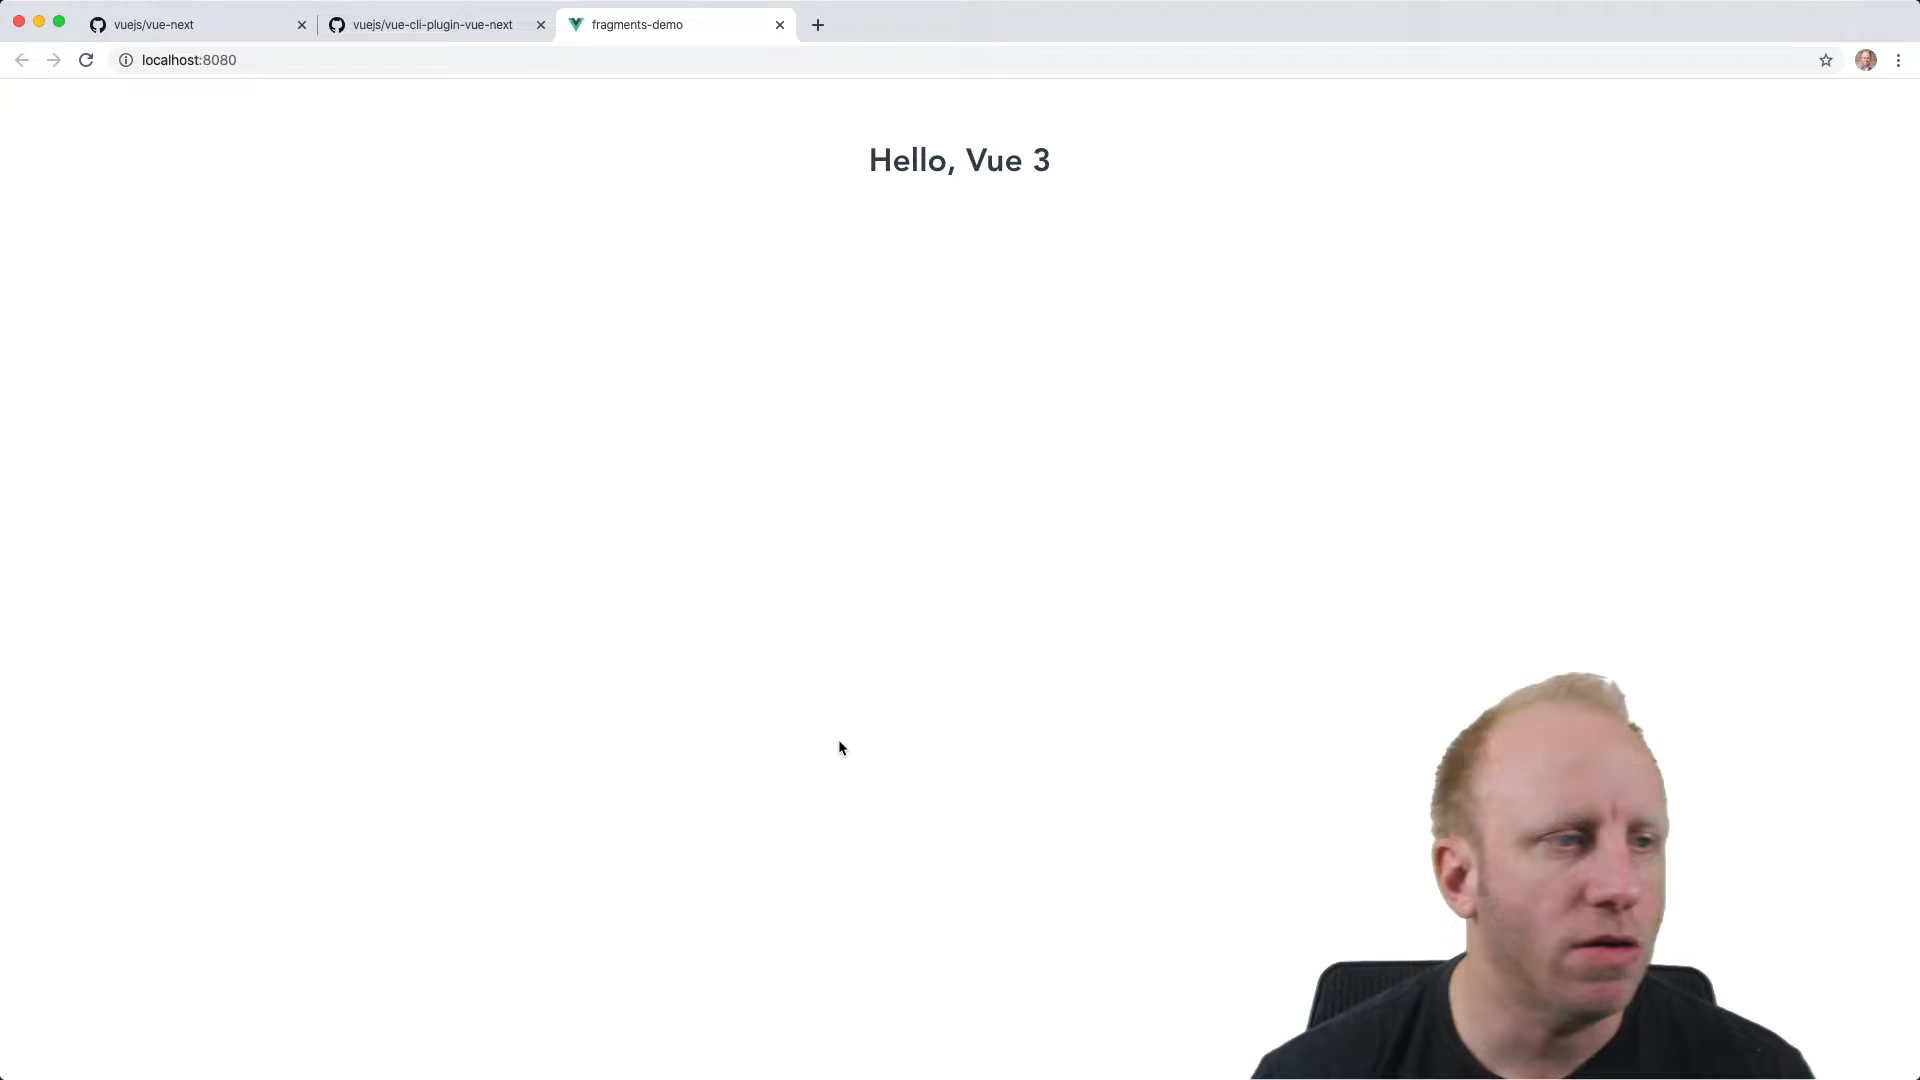 vuejs/vue-next
vuejs/vue-cli-plugin-vue-next
fragments-demo
localhost:8080
Hello, Vue 3